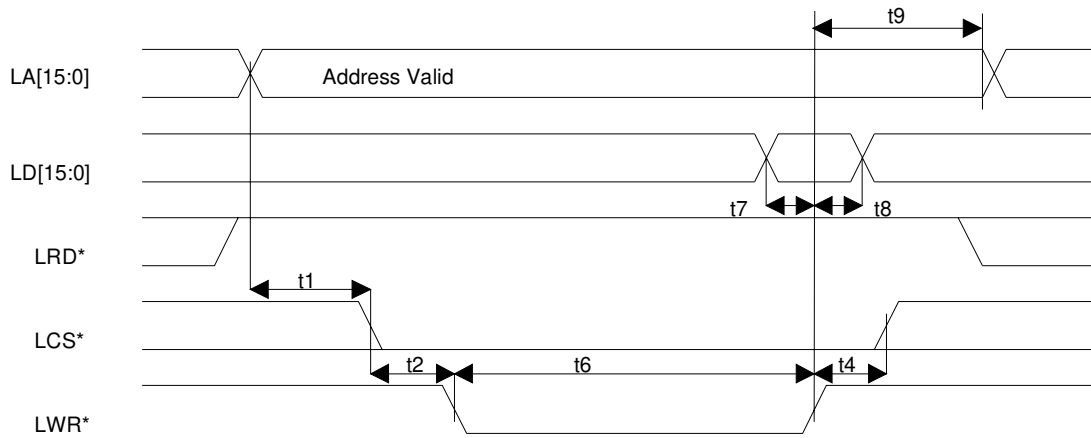 t9
LA[15:0] Address Valid
LD[15:0]
t7 t8
LRD*
t1
LCS*
t2 t6 t4
LWR*